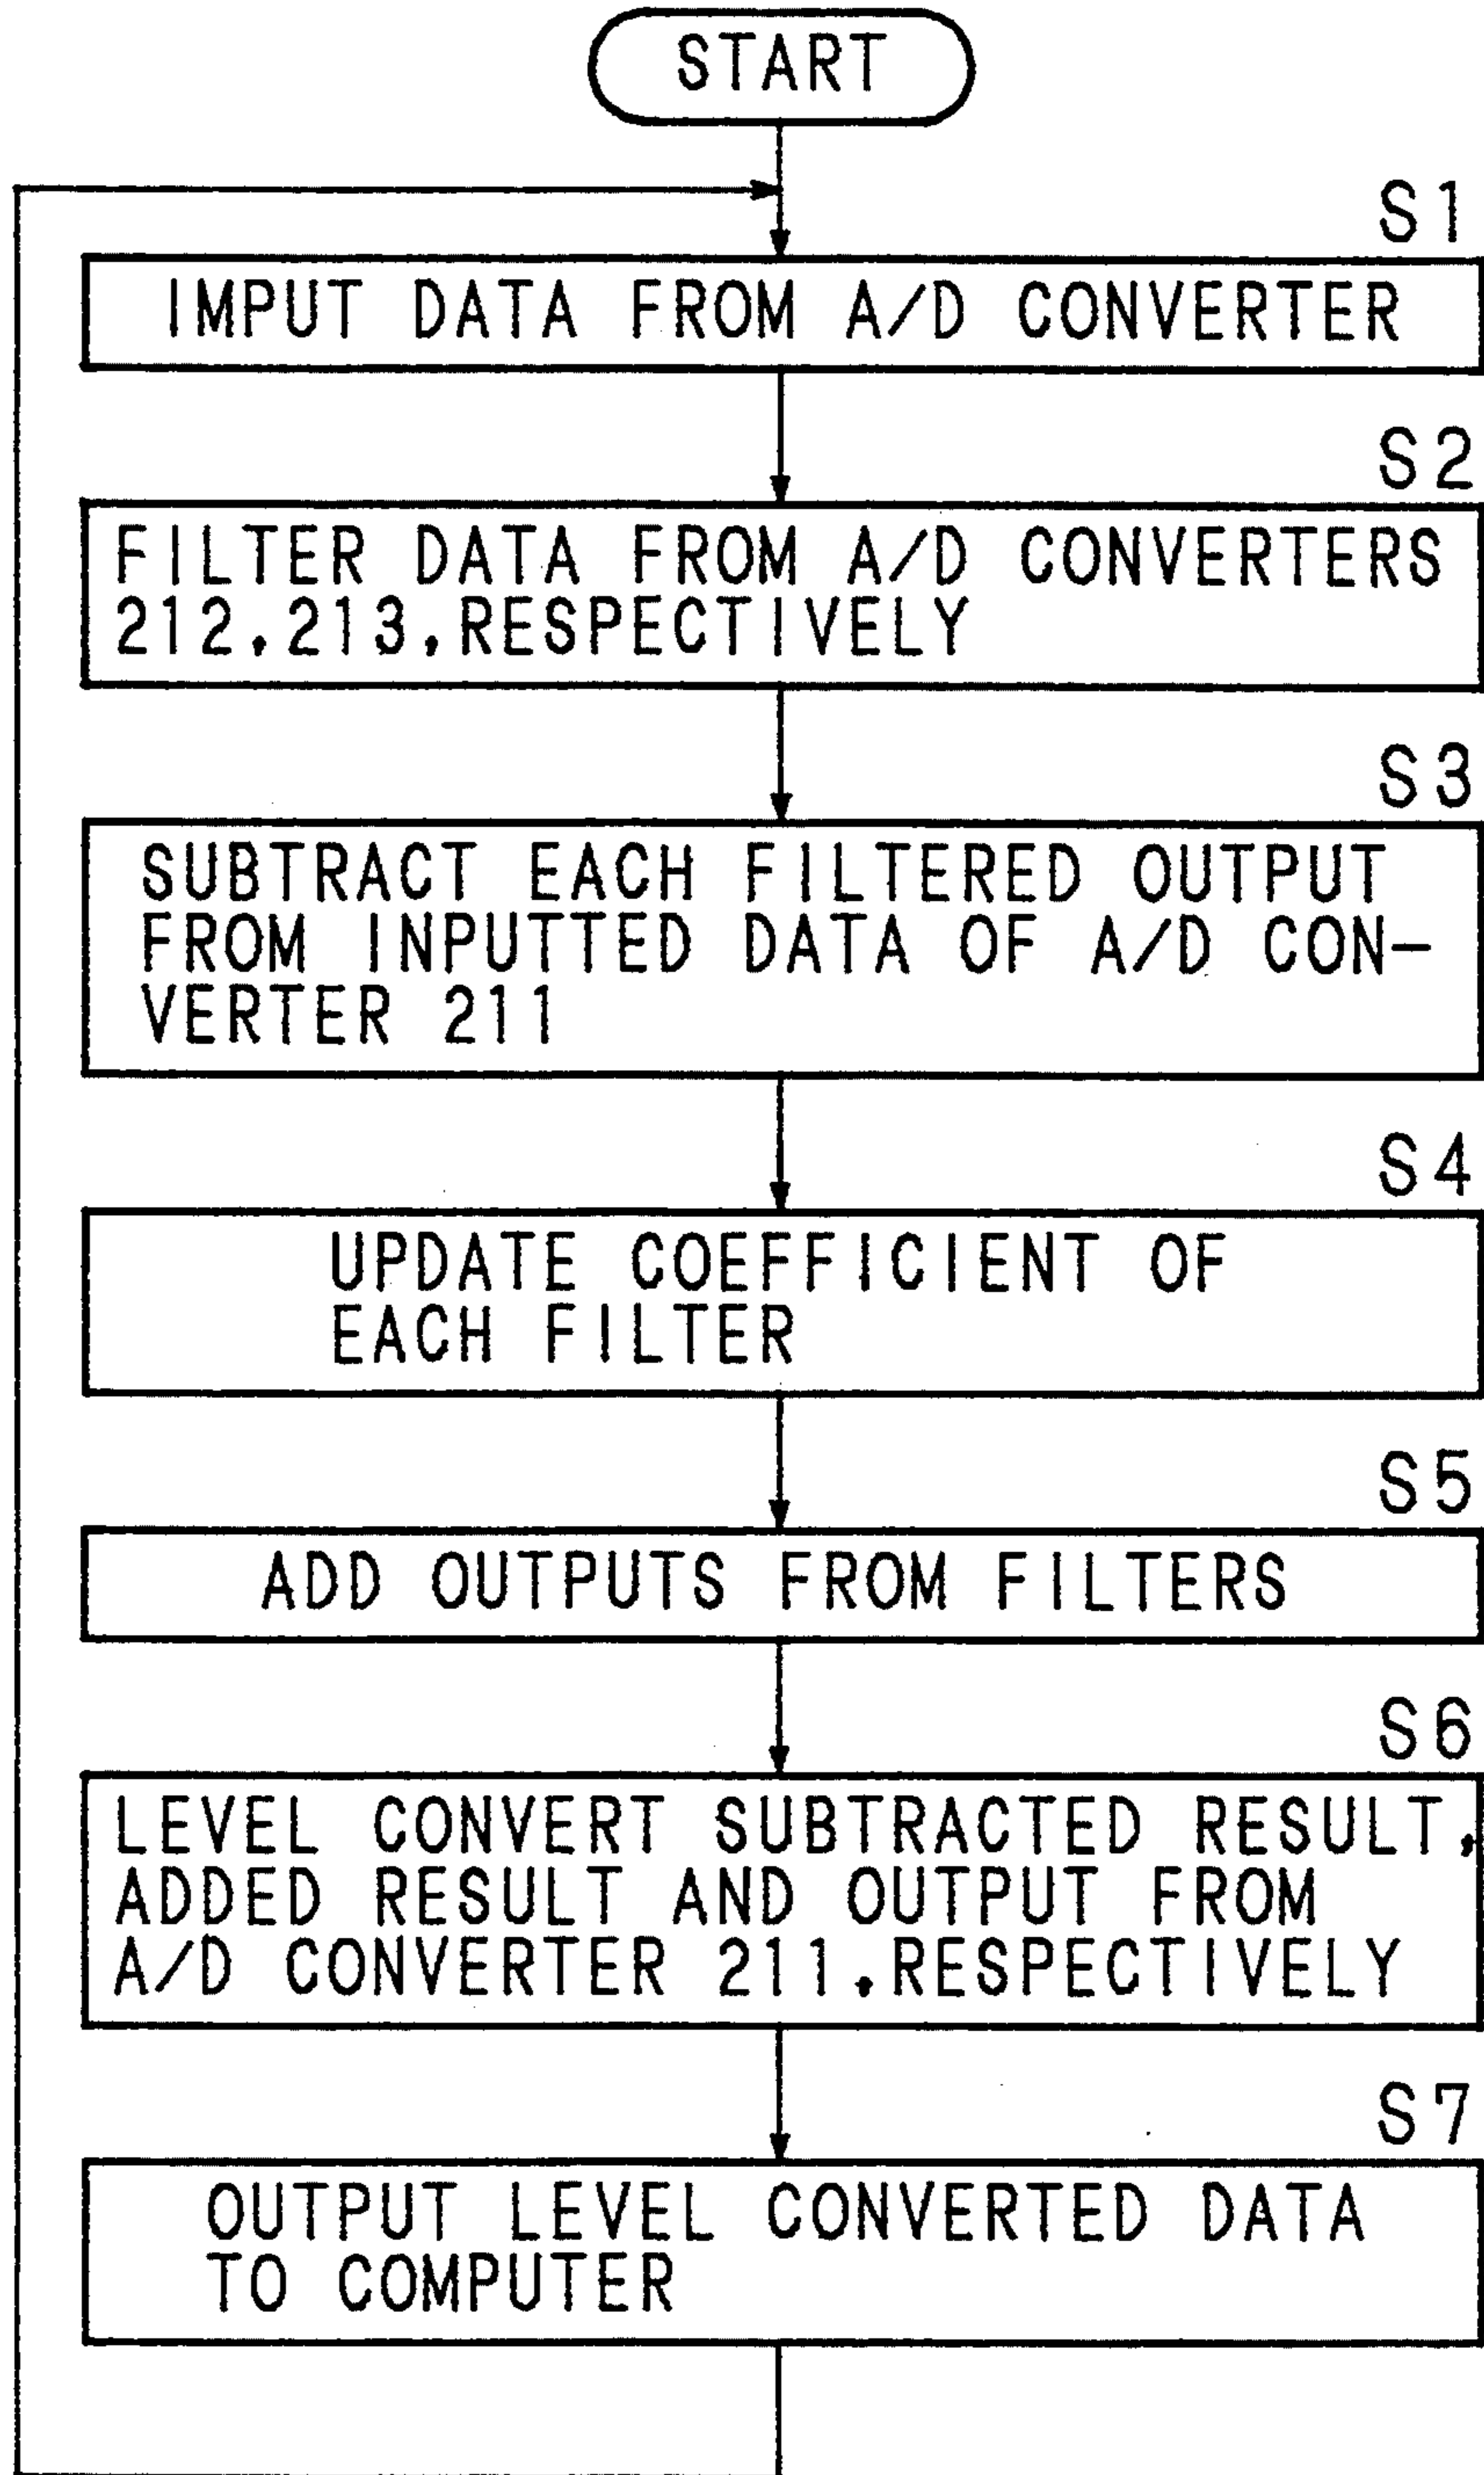 START
S1
IMPUT DATA FROM A/D CONVERTER
S2
FILTER DATA FROM A/D CONVERTERS
212.213.RESPECTIVELY
S3
SUBTRACT EACH FILTERED OUTPUT
FROM INPUTTED DATA OF A/D CON-
VERTER 211
S4
UPDATE COEFFICIENT OF
EACH FILTER
S5
ADD OUTPUTS FROM FILTERS
S6
LEVEL CONVERT SUBTRACTED RESULT,
ADDED RESULT AND OUTPUT FROM
A/D CONVERTER 211.RESPECTIVELY
S7
OUTPUT LEVEL CONVERTED DATA
TO COMPUTER